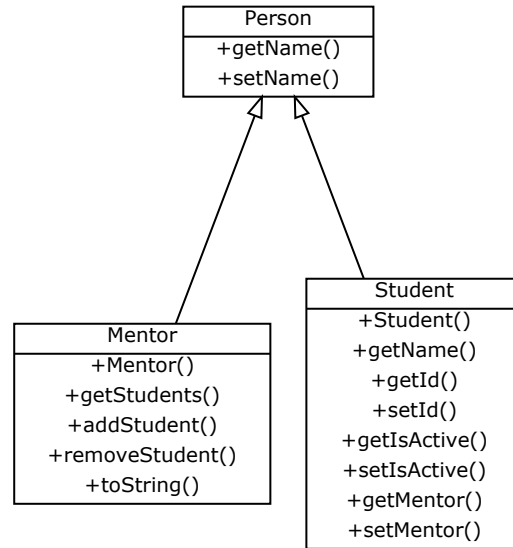 Person
+getName()
+setName()
Mentor
+Mentor()
+getStudents()
+addStudent()
+removeStudent()
+toString()
Student
+Student()
+getName()
+getId()
+setId()
+getIsActive()
+setIsActive()
+getMentor()
+setMentor()